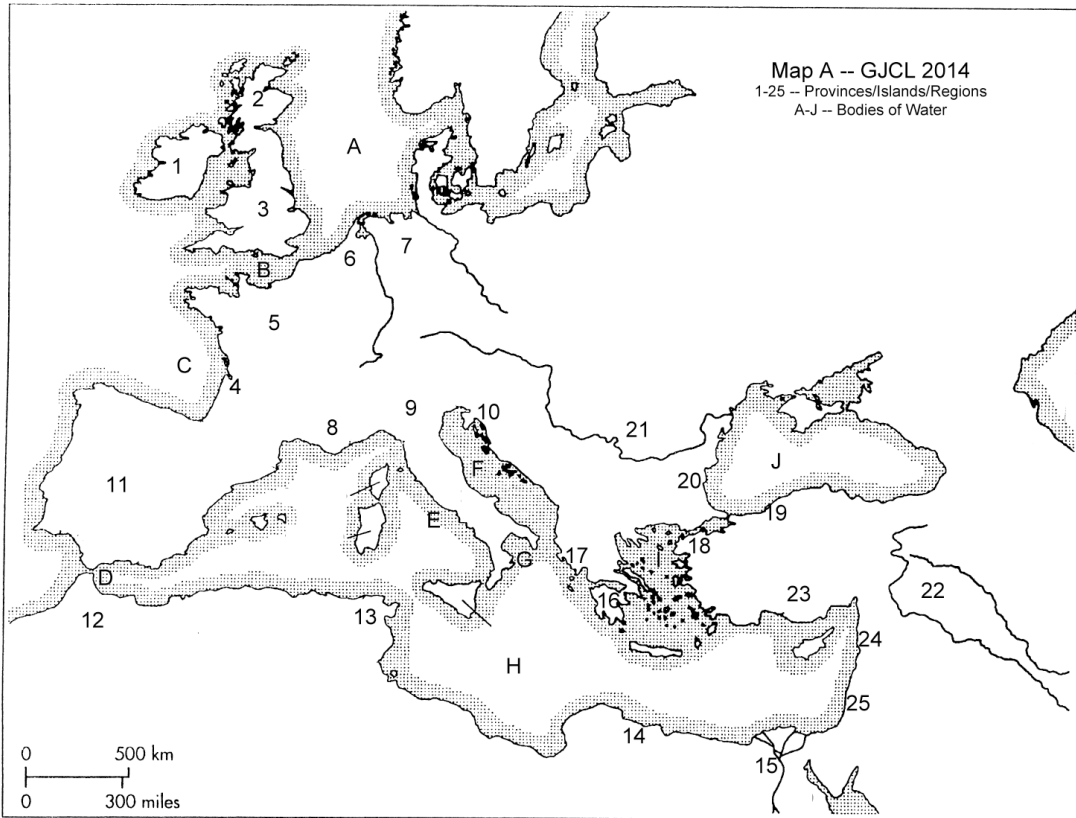 Map A -- GJCL 2014
1-25 -- Provinces/Islands/Regions
A-J -- Bodies of Water
2
A
1
3
6
7
B
5
C
4
9
10
8
21
F
J
11
20
E
19
G
17
I
18
D
16
23
22
12
13
24
H
25
14
15
0 500 km
0 300 miles